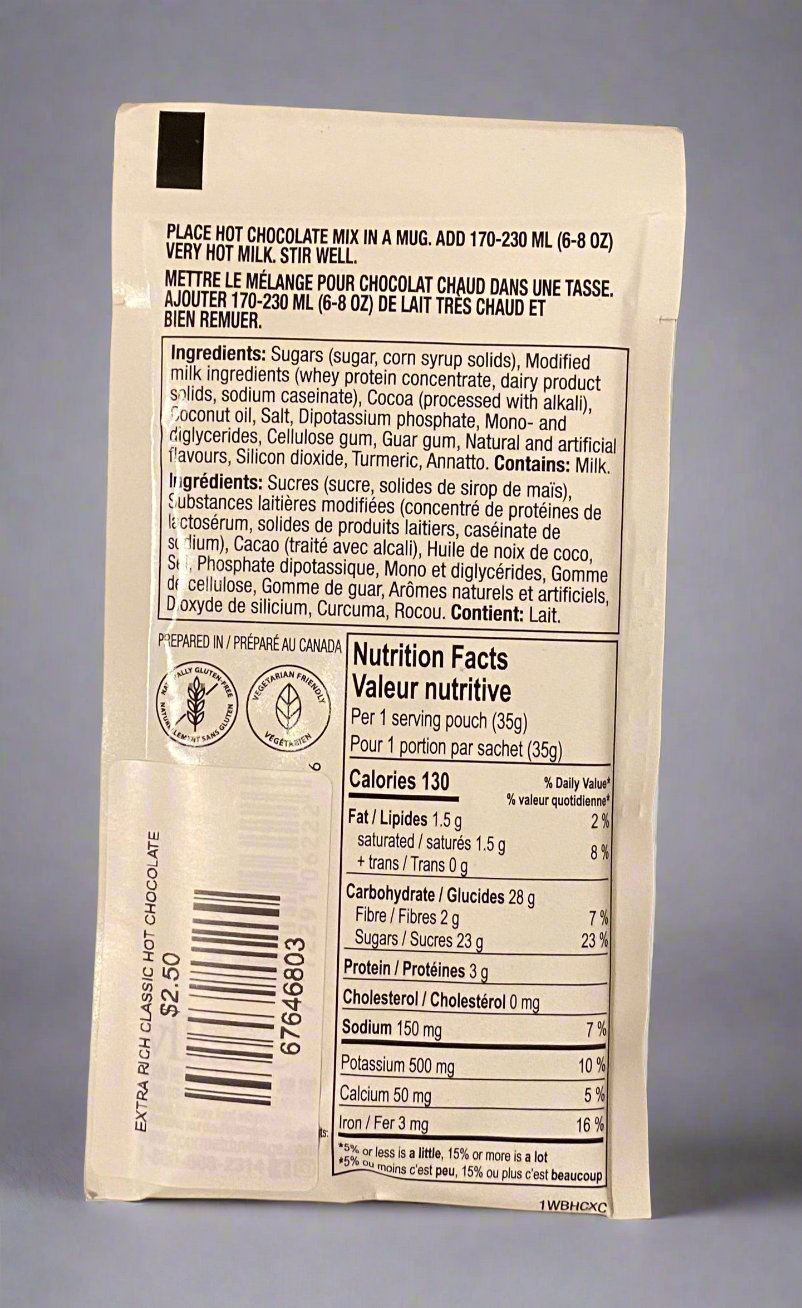 PLACE HOT CHOCOLATE MIX IN A MUG. ADD 170-230 ML (6-8 OZ)
VERY HOT MILK. STIR WELL.
METTRE LE MÉLANGE POUR CHOCOLAT CHAUD DANS UNE TASSE.
AJOUTER 170-230 ML (6-8 OZ) DE LAIT TRÈS CHAUD ET
BIEN REMUER.
Ingredients: Sugars (sugar, corn syrup solids), Modified
milk ingredients (whey protein concentrate, dairy product
solids, sodium caseinate), Cocoa (processed with alkali),
Coconut oil, Salt, Dipotassium phosphate, Mono- and
diglycerides, Cellulose gum, Guar gum, Natural and artificial
flavours, Silicon dioxide, Turmeric, Annatto. Contains: Milk.
Ingrédients: Sucres (sucre, solides de sirop de maïs),
Substances laitières modifiées (concentré de protéines de
lactosérum, solides de produits laitiers, caséinate de
sodium), Cacao (traité avec alcali), Huile de noix de coco,
Sel, Phosphate dipotassique, Mono et diglycérides, Gomme
de cellulose, Gomme de guar, Arômes naturels et artificiels,
Dioxyde de silicium, Curcuma, Rocou. Contient: Lait.
PREPARED IN / PRÉPARÉ AU CANADA
NATURALLY GLUTEN-FREE
NATURELLEMENT SANS GLUTEN
VEGETARIAN FRIENDLY
VÉGÉTARIEN
6
EXTRA RICH CLASSIC HOT CHOCOLATE
$2.50
67646803
Nutrition Facts
Valeur nutritive
Per 1 serving pouch (35g)
Pour 1 portion par sachet (35g)
Calories 130
% Daily Value*
% valeur quotidienne*
Fat / Lipides 1.5 g 2 %
saturated / saturés 1.5 g
+ trans / Trans 0 g 8 %
Carbohydrate / Glucides 28 g
Fibre / Fibres 2 g 7 %
Sugars / Sucres 23 g 23 %
Protein / Protéines 3 g
Cholesterol / Cholestérol 0 mg
Sodium 150 mg 7 %
Potassium 500 mg 10 %
Calcium 50 mg 5 %
Iron / Fer 3 mg 16 %
*5% or less is a little, 15% or more is a lot
*5% ou moins c'est peu, 15% ou plus c'est beaucoup
1WBHCXC